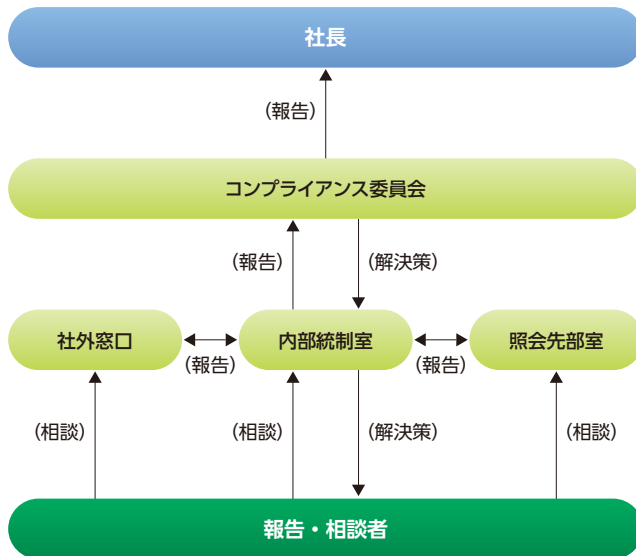 社長
(報告)
コンプライアンス委員会
(報告)
(解決策)
社外窓口
内部統制室
照会先部室
(報告)
(報告)
(相談)
(相談)
(解決策)
(相談)
報告・相談者